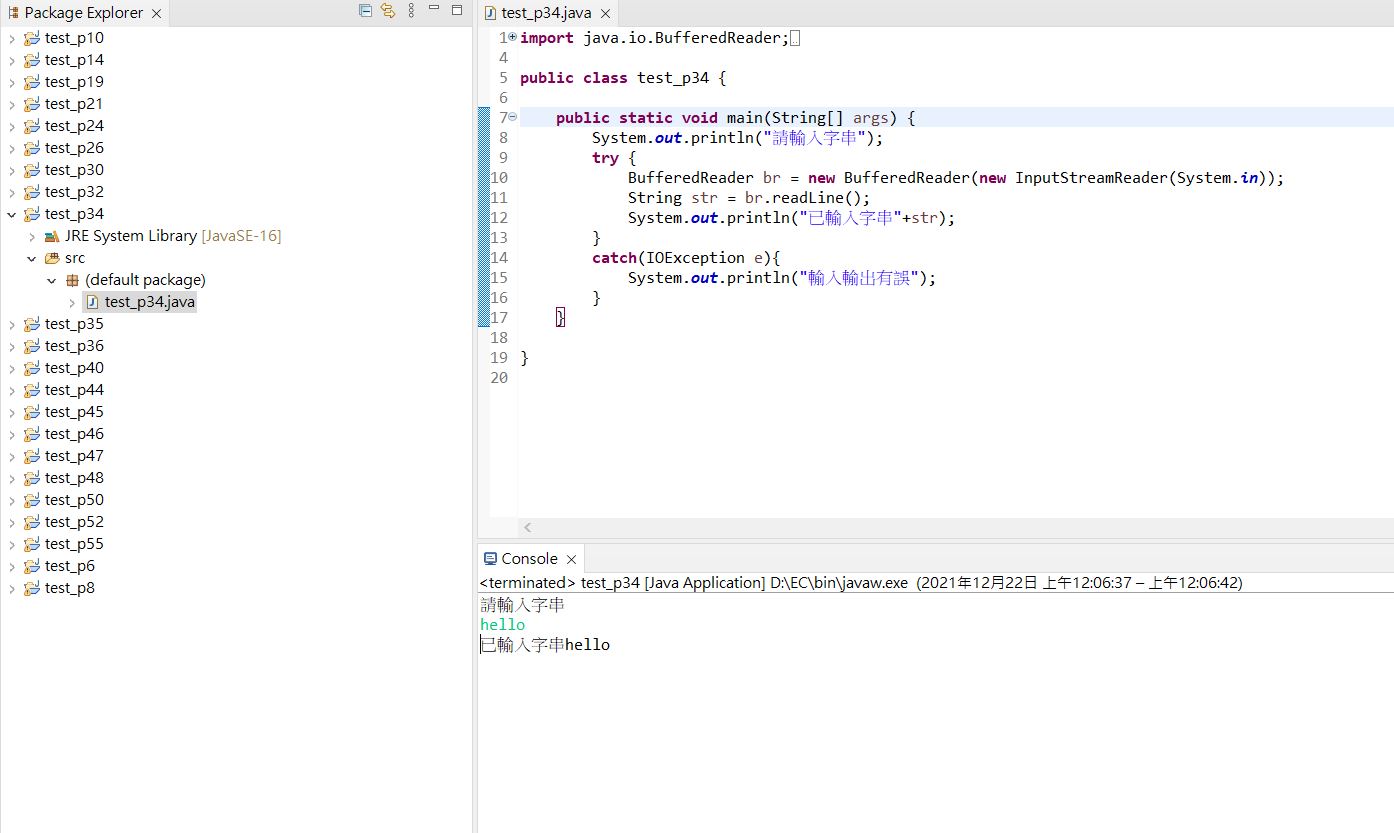 Package Explorer
test_p10
test_p14
test_p19
test_p21
test_p24
test_p26
test_p30
test_p32
test_p34
JRE System Library [JavaSE-16]
src
(default package)
test_p34.java
test_p35
test_p36
test_p40
test_p44
test_p45
test_p46
test_p47
test_p48
test_p50
test_p52
test_p55
test_p6
test_p8
test_p34.java
1 import java.io.BufferedReader;
4
5 public class test_p34 {
6
7     public static void main(String[] args) {
8         System.out.println("請輸入字串");
9         try {
10             BufferedReader br = new BufferedReader(new InputStreamReader(System.in));
11             String str = br.readLine();
12             System.out.println("已輸入字串"+str);
13         }
14         catch(IOException e){
15             System.out.println("輸入輸出有誤");
16         }
17     }
18
19 }
20
Console
<terminated> test_p34 [Java Application] D:\EC\bin\javaw.exe (2021年12月22日 上午12:06:37 – 上午12:06:42)
請輸入字串
hello
已輸入字串hello